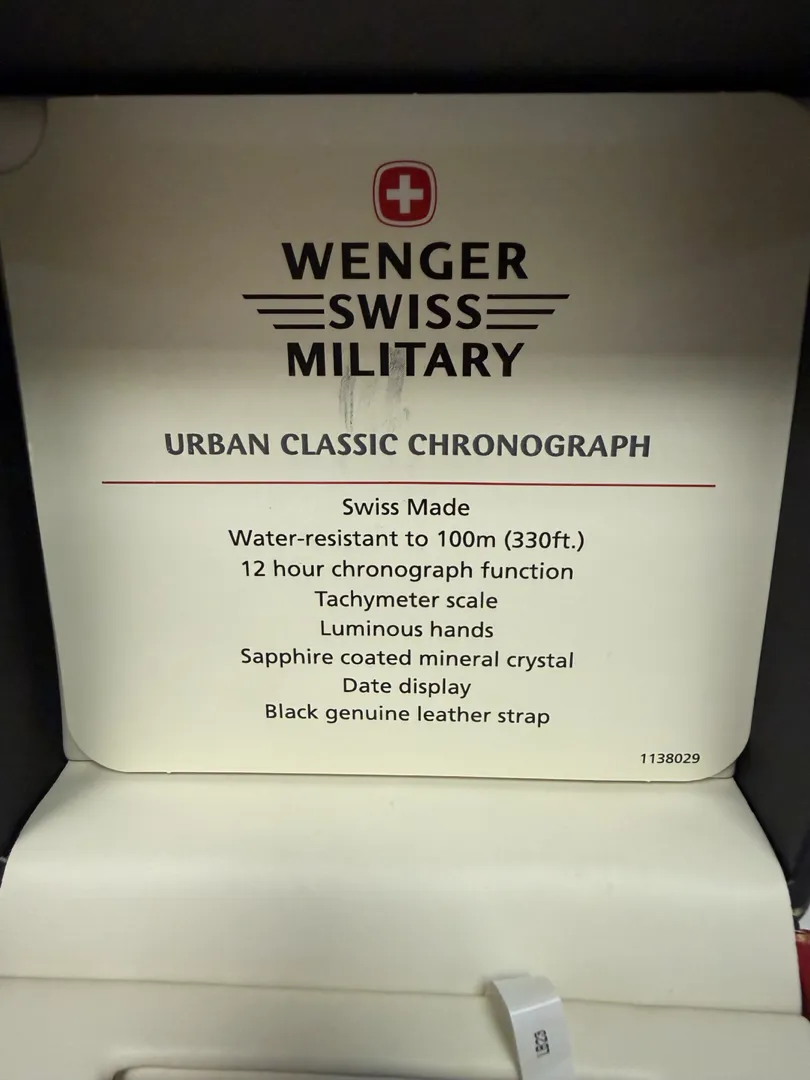 WENGER
SWISS
MILITARY
URBAN CLASSIC CHRONOGRAPH
Swiss Made
Water-resistant to 100m (330ft.)
12 hour chronograph function
Tachymeter scale
Luminous hands
Sapphire coated mineral crystal
Date display
Black genuine leather strap
1138029
LB23